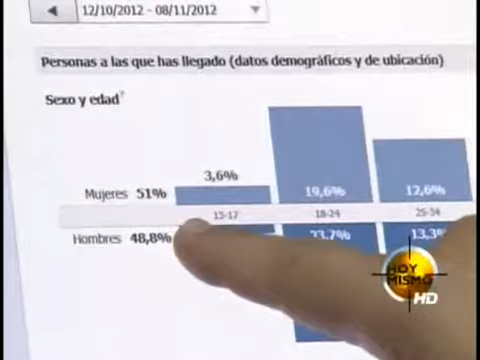 12/10/2012 - 08/11/2012
Personas a las que has llegado (datos demográficos y de ubicación)
Sexo y edad?
3,6%
Mujeres 51% 19,6% 12,6%
13-17 18-24 25-34
Hombres 48,8% 23,7% 13,3%
HOY
MISMO
HD